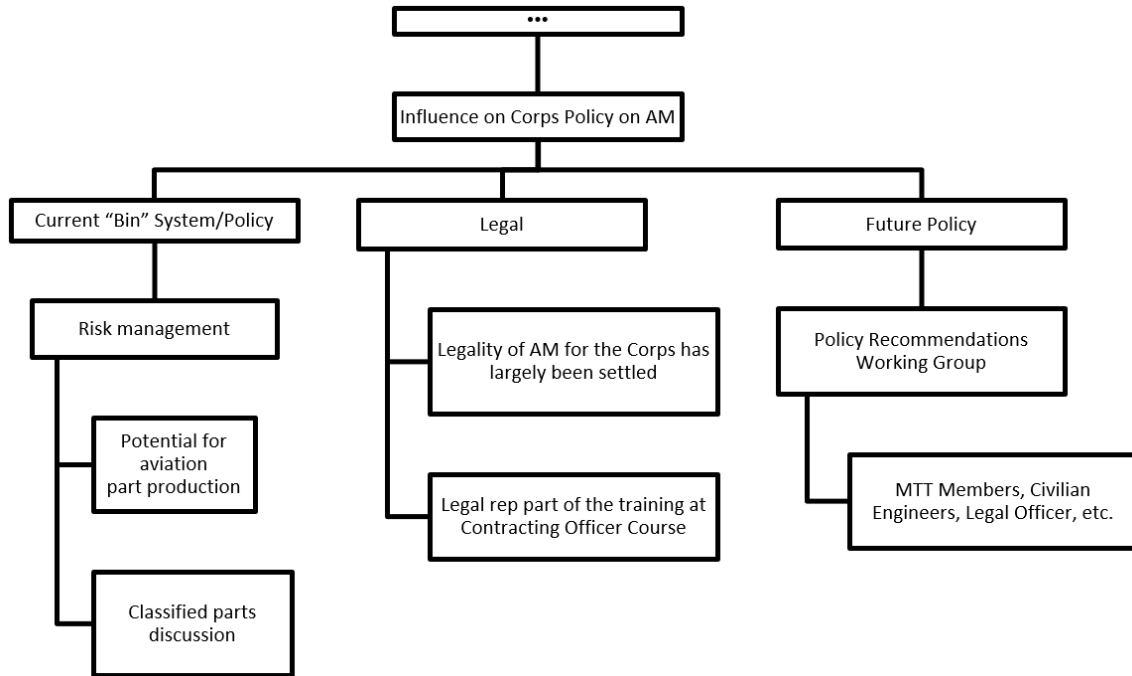 •••
Influence on Corps Policy on AM
Current “Bin” System/Policy
Legal
Future Policy
Risk management
Policy Recommendations
Working Group
Legality of AM for the Corps has
largely been settled
Potential for
aviation
part production
MTT Members, Civilian
Engineers, Legal Officer, etc.
Legal rep part of the training at
Contracting Officer Course
Classified parts
discussion